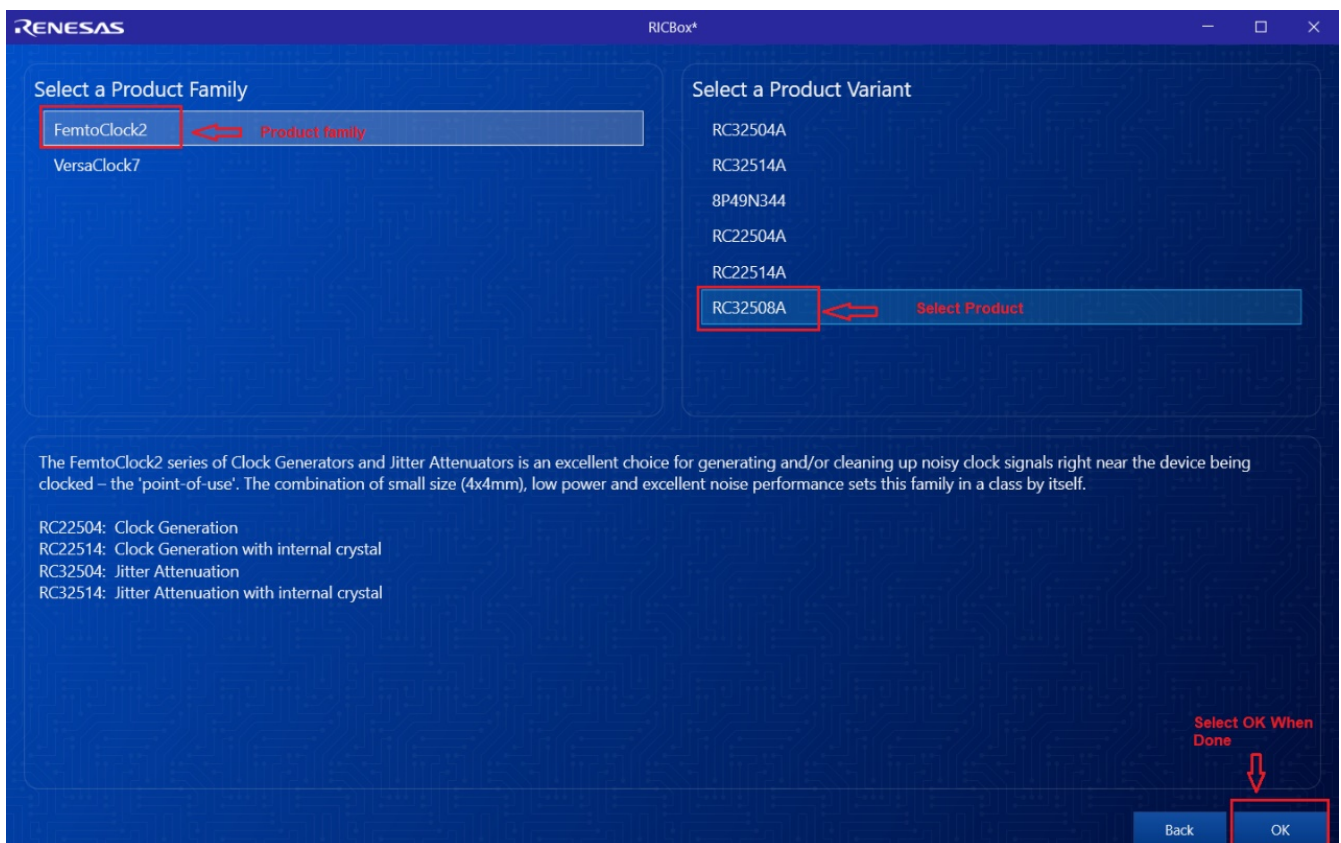 RENESAS
RICBox*
Select a Product Family
FemtoClock2
Product family
VersaClock7
Select a Product Variant
RC32504A
RC32514A
8P49N344
RC22504A
RC22514A
RC32508A
Select Product
The FemtoClock2 series of Clock Generators and Jitter Attenuators is an excellent choice for generating and/or cleaning up noisy clock signals right near the device being
clocked – the 'point-of-use'. The combination of small size (4x4mm), low power and excellent noise performance sets this family in a class by itself.
RC22504: Clock Generation
RC22514: Clock Generation with internal crystal
RC32504: Jitter Attenuation
RC32514: Jitter Attenuation with internal crystal
Select OK When
Done
Back
OK